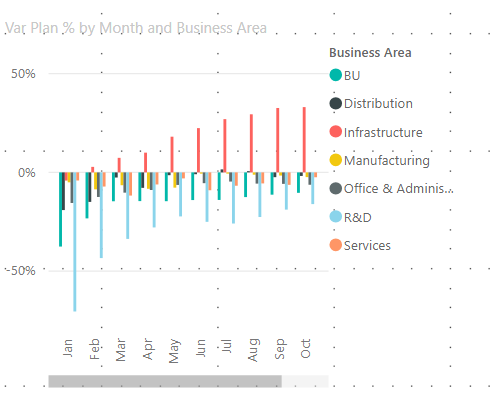 Var Plan % by Month and Business Area
Business Area
50%
BU
Distribution
Infrastructure
Manufacturing
0%
Office & Adminis...
R&D
Services
-50%
Jan Feb Mar Apr May Jun Jul Aug Sep Oct